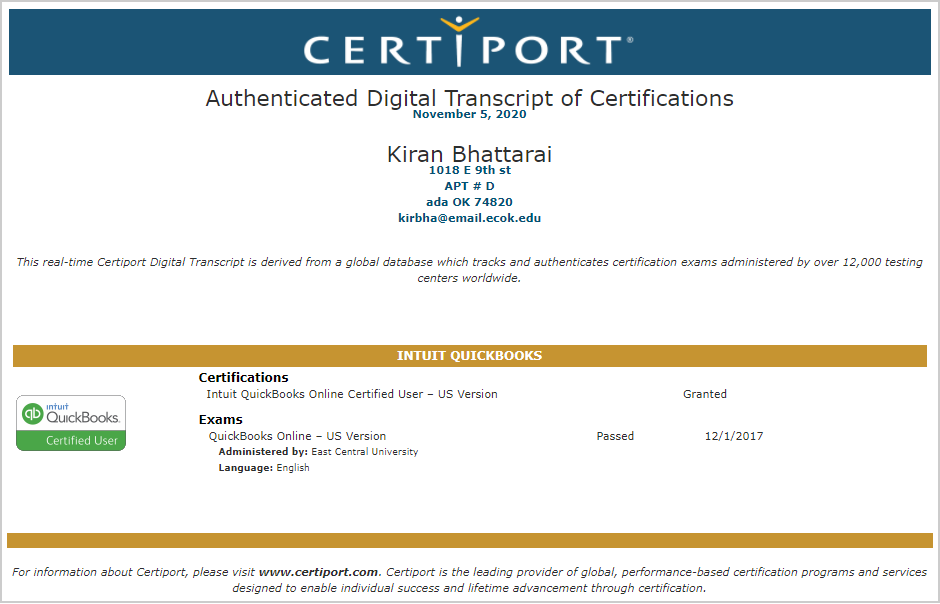 CERTIPORT®
Authenticated Digital Transcript of Certifications
November 5, 2020
Kiran Bhattarai
1018 E 9th st
APT # D
ada OK 74820
kirbha@email.ecok.edu
This real-time Certiport Digital Transcript is derived from a global database which tracks and authenticates certification exams administered by over 12,000 testing
centers worldwide.
INTUIT QUICKBOOKS
Certifications
Intuit QuickBooks Online Certified User – US Version Granted
intuit
qb QuickBooks.
Certified User
Exams
QuickBooks Online – US Version Passed 12/1/2017
Administered by: East Central University
Language: English
For information about Certiport, please visit www.certiport.com. Certiport is the leading provider of global, performance-based certification programs and services
designed to enable individual success and lifetime advancement through certification.